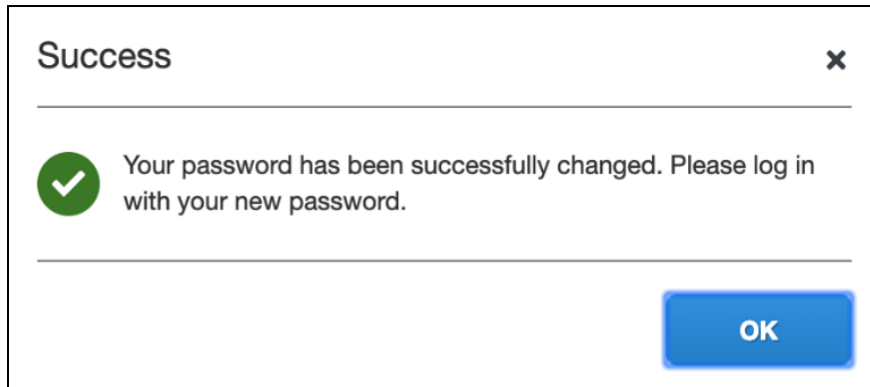 Success
Your password has been successfully changed. Please log in
with your new password.
OK